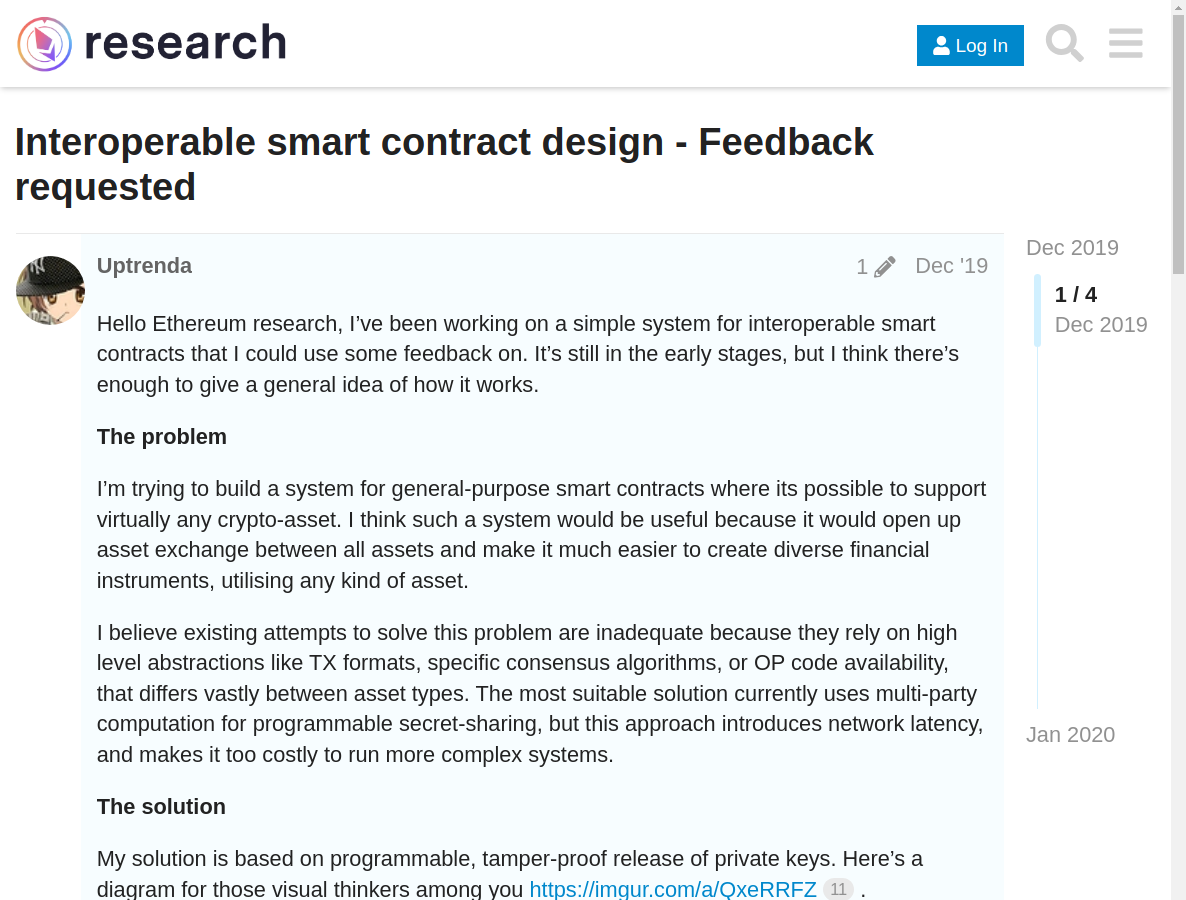 research
Log In
Interoperable smart contract design - Feedback
requested
Uptrenda
1
Dec '19
Hello Ethereum research, I’ve been working on a simple system for interoperable smart
contracts that I could use some feedback on. It’s still in the early stages, but I think there’s
enough to give a general idea of how it works.
The problem
I’m trying to build a system for general-purpose smart contracts where its possible to support
virtually any crypto-asset. I think such a system would be useful because it would open up
asset exchange between all assets and make it much easier to create diverse financial
instruments, utilising any kind of asset.
I believe existing attempts to solve this problem are inadequate because they rely on high
level abstractions like TX formats, specific consensus algorithms, or OP code availability,
that differs vastly between asset types. The most suitable solution currently uses multi-party
computation for programmable secret-sharing, but this approach introduces network latency,
and makes it too costly to run more complex systems.
The solution
My solution is based on programmable, tamper-proof release of private keys. Here’s a
diagram for those visual thinkers among you https://imgur.com/a/QxeRRFZ 11 .
Dec 2019
1 / 4
Dec 2019
Jan 2020